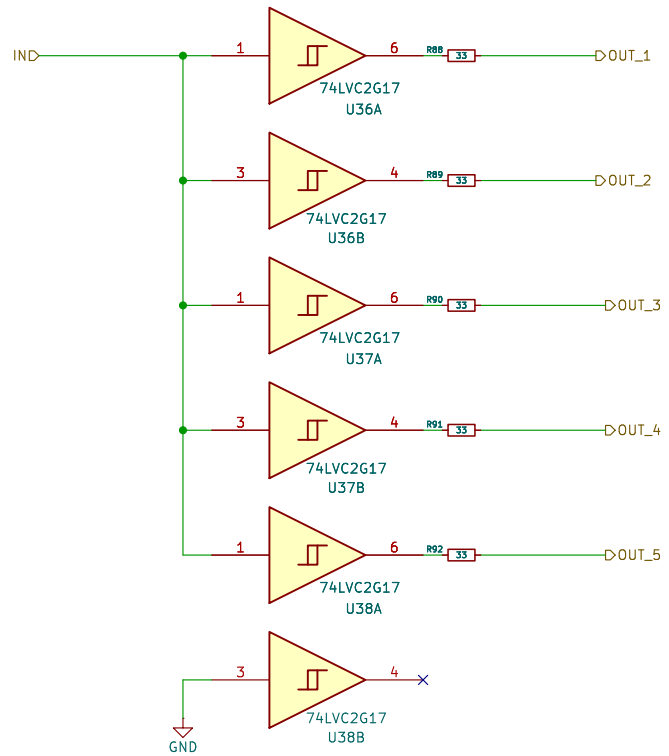 IN
1
6
R88
33
OUT_1
74LVC2G17
U36A
3
4
R89
33
OUT_2
74LVC2G17
U36B
1
6
R90
33
OUT_3
74LVC2G17
U37A
3
4
R91
33
OUT_4
74LVC2G17
U37B
1
6
R92
33
OUT_5
74LVC2G17
U38A
3
4
74LVC2G17
U38B
GND